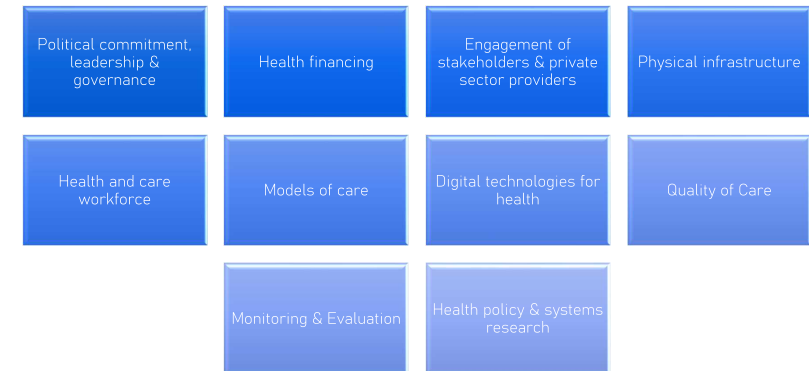 Political commitment,
leadership &
governance
Health financing
Engagement of
stakeholders & private
sector providers
Physical infrastructure
Health and care
workforce
Models of care
Digital technologies for
health
Quality of Care
Monitoring & Evaluation
Health policy & systems
research